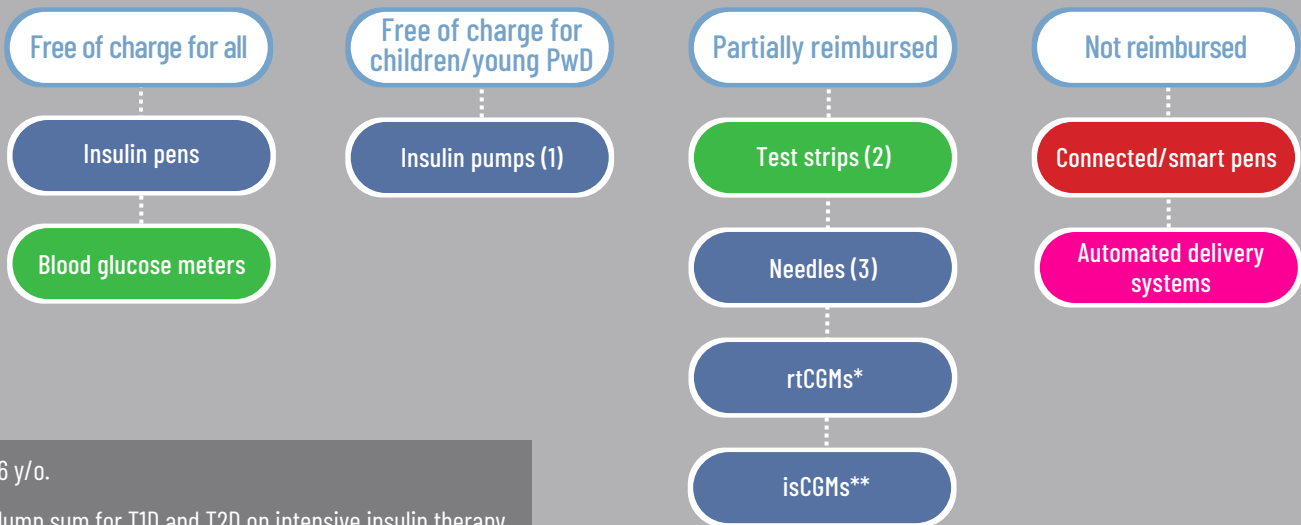 Free of charge for all
Insulin pens
Blood glucose meters
Free of charge for
children/young PwD
Insulin pumps (1)
Partially reimbursed
Test strips (2)
Needles (3)
rtCGMs*
isCGMs**
Not reimbursed
Connected/smart pens
Automated delivery
systems
6 y/o.
lump sum for T1D and T2D on intensive insulin therapy